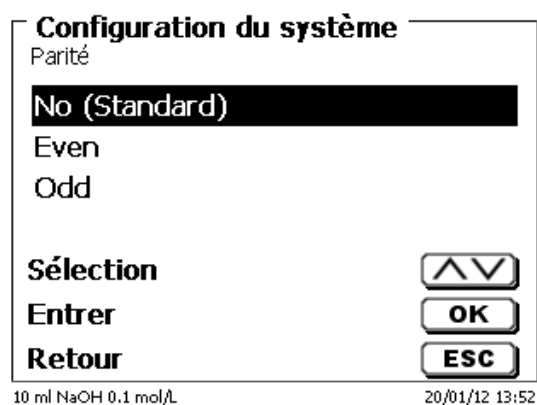 Configuration du système
Parité
No (Standard)
Even
Odd
Sélection
Entrer OK
Retour ESC
10 ml NaOH 0.1 mol/L 20/01/12 13:52